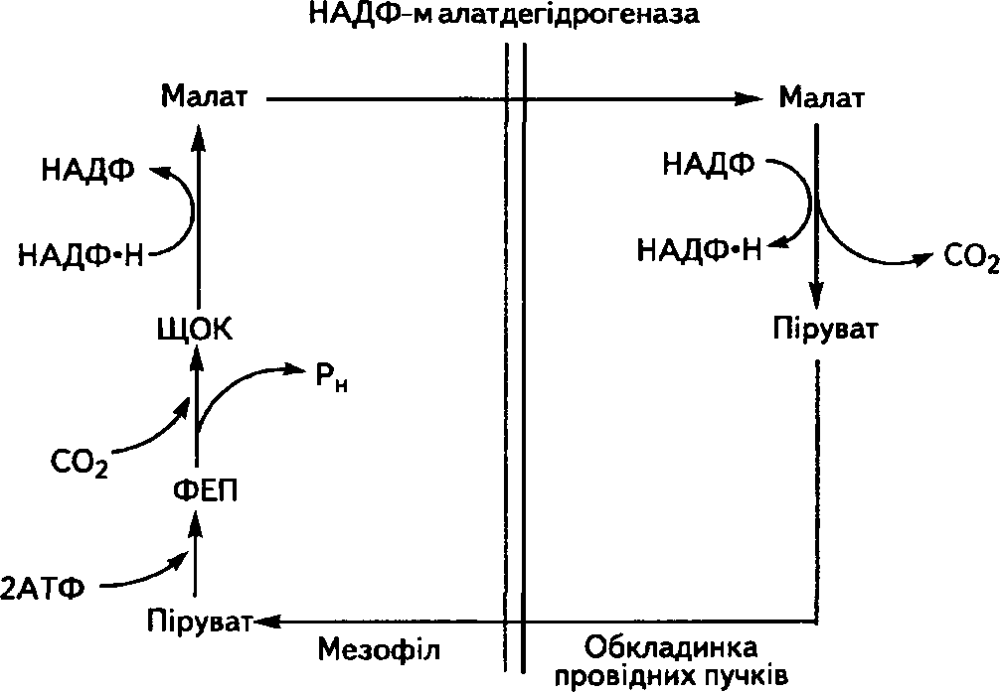 НАДФ-малатдегідрогеназа
Малат
Малат
НАДФ
НАДФ
НАДФ•Н
НАДФ•Н
CO₂
ЩОК
Піруват
Pн
CO₂
ФЕП
2АТФ
Піруват
Мезофіл
Обкладинка
провідних пучків